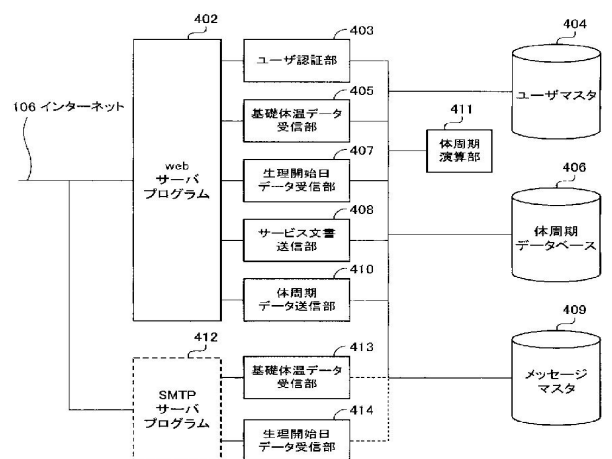 402
403
404
ユーザ認証部
ユーザマスタ
106 インターネット
405
基礎体温データ
受信部
411
体周期
演算部
407
web
サーバ
プログラム
生理開始日
データ受信部
406
408
サービス文書
送信部
体周期
データベース
410
体周期
データ送信部
409
412
413
SMTP
サーバ
プログラム
基礎体温データ
受信部
メッセージ
マスタ
414
生理開始日
データ受信部